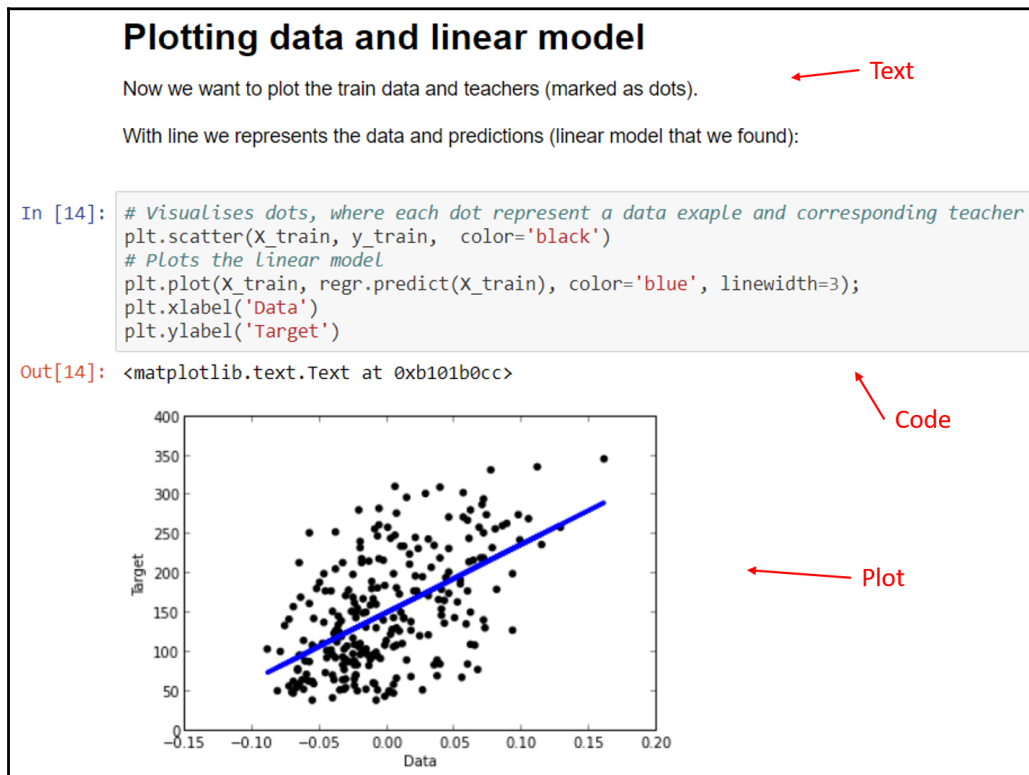 Plotting data and linear model
Now we want to plot the train data and teachers (marked as dots).
Text
With line we represents the data and predictions (linear model that we found):
In [14]: # Visualises dots, where each dot represent a data exaple and corresponding teacher
plt.scatter(X_train, y_train,  color='black')
# Plots the linear model
plt.plot(X_train, regr.predict(X_train), color='blue', linewidth=3);
plt.xlabel('Data')
plt.ylabel('Target')
Out[14]: <matplotlib.text.Text at 0xb101b0cc>
Code
400
350
300
250
200
150
100
50
0
Target
Plot
−0.15 −0.10 −0.05 0.00 0.05 0.10 0.15 0.20
Data